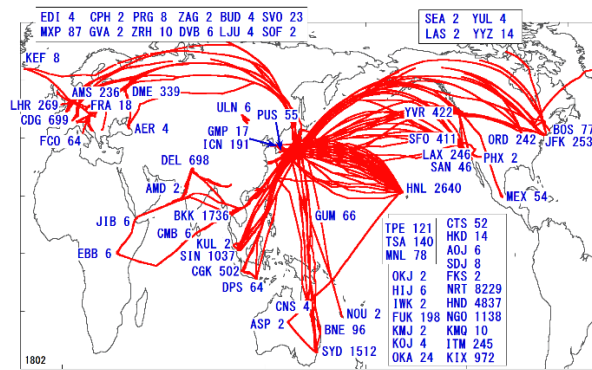 EDI 4 CPH 2 PRG 8 ZAG 2 BUD 4 SVO 23
MXP 87 GVA 2 ZRH 10 DVB 6 LJU 4 SOF 2
SEA 2 YUL 4
LAS 2 YYZ 14
KEF 8
AMS 236
DME 339
LHR 269
FRA 18
CDG 699
AER 4
FCO 64
ULN 6
PUS 55
GMP 17
ICN 191
YVR 422
SFO 411
ORD 242
BOS 77
JFK 253
LAX 246
PHX 2
SAN 46
DEL 698
AMD 2
HNL 2640
MEX 54
JIB 6
BKK 1736
GUM 66
CMB 6
EBB 6
KUL 2
SIN 1037
CGK 502
DPS 64
TPE 121
TSA 140
MNL 78
CTS 52
HKD 14
AOJ 6
SDJ 8
OKJ 2 FKS 2
HIJ 6 NRT 8229
IWK 2 HND 4837
FUK 198 NGO 1138
KMJ 2 KMQ 10
KOJ 4 ITM 245
OKA 24 KIX 972
CNS 4
NOU 2
ASP 2
BNE 96
SYD 1512
1802